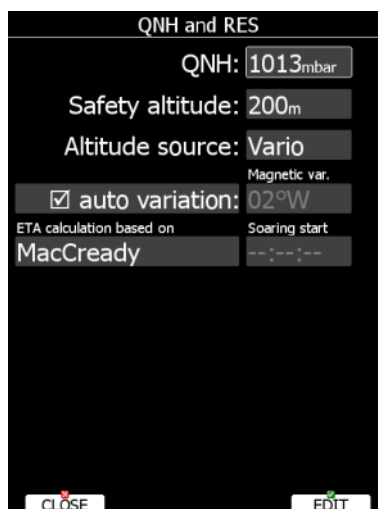 QNH and RES
QNH: 1013mbar
Safety altitude: 200m
Altitude source: Vario
Magnetic var.
☑ auto variation: 02°W
ETA calculation based on Soaring start
MacCready --:--:--
CLOSE EDIT